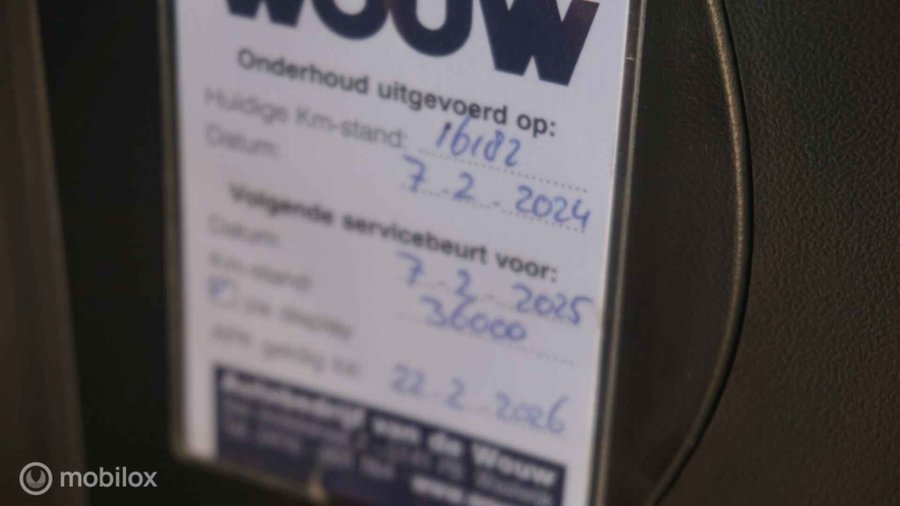 WOUW
Onderhoud uitgevoerd op:
Huidige Km-stand: 16182
Datum: 7-2-2024
Volgende servicebeurt voor:
Datum: 7-2-2025
Km-stand: 36000
zie display
APK geldig tot: 22-2-2026
Autobedrijf van de Wouw
mobilox